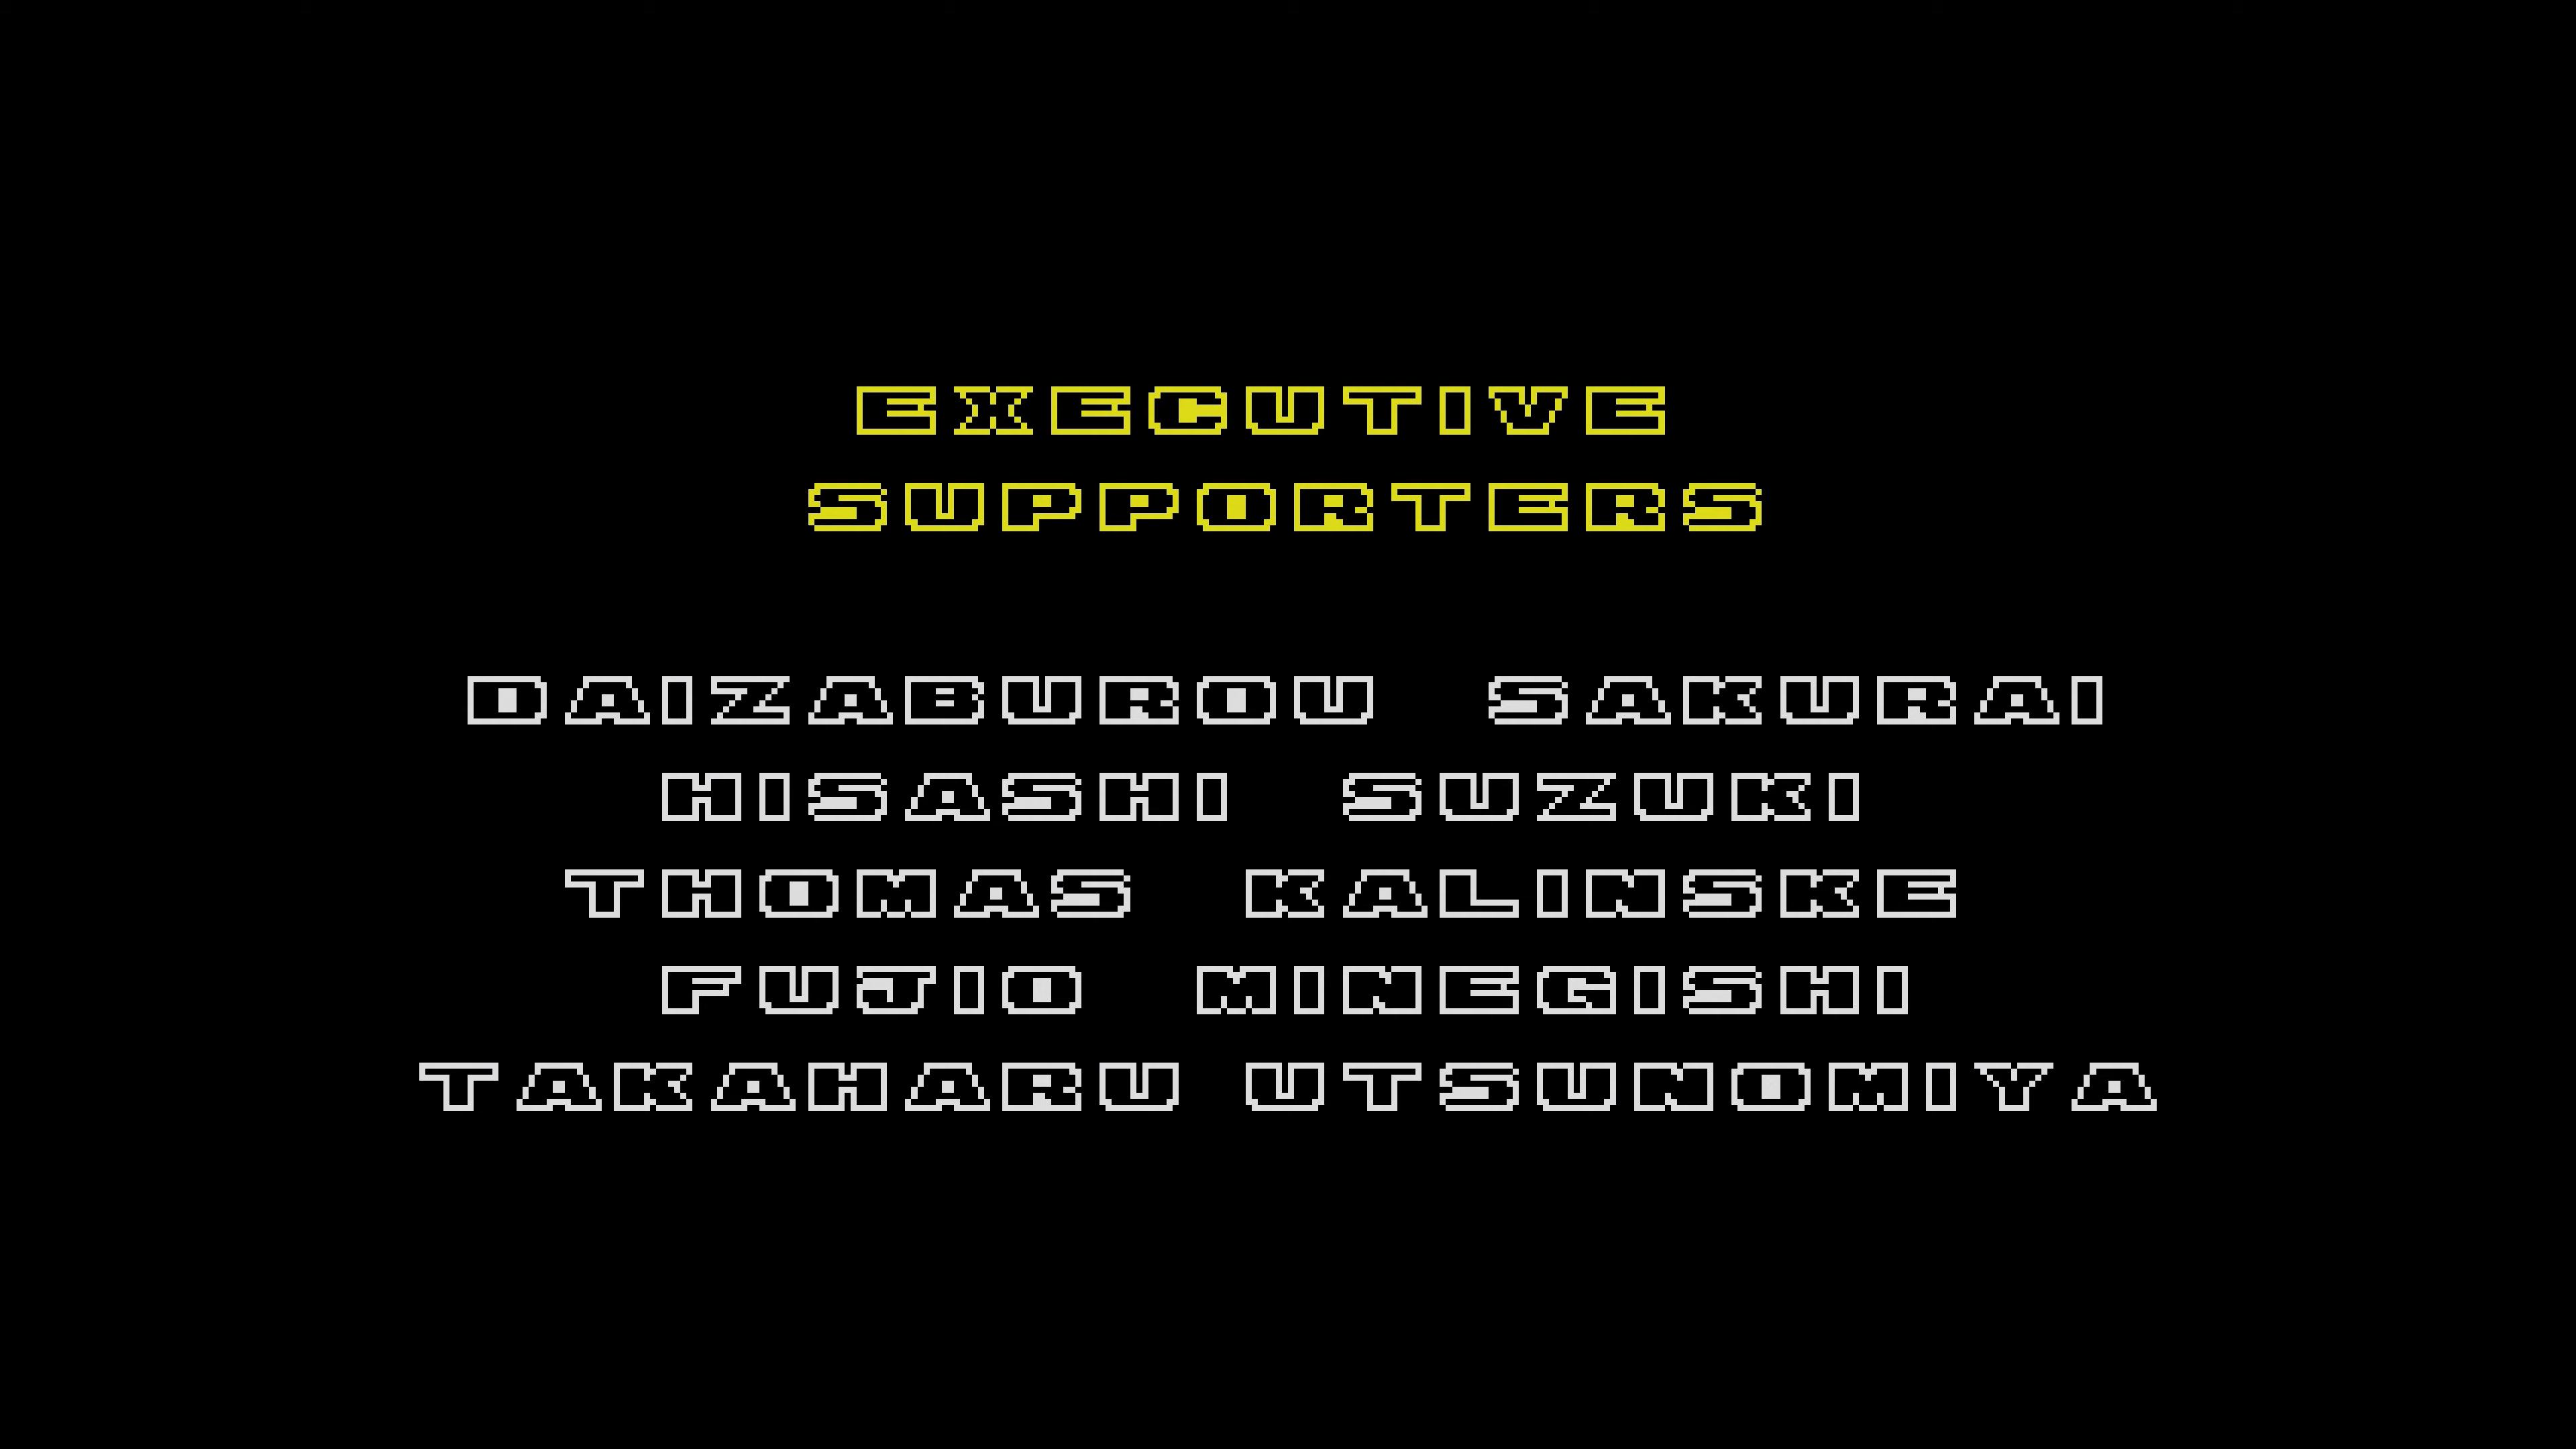 EXECUTIVE
SUPPORTERS
DAIZABUROU SAKURAI
HISASHI SUZUKI
THOMAS KALINSKE
FUJIO MINEGISHI
TAKAHARU UTSUNOMIYA